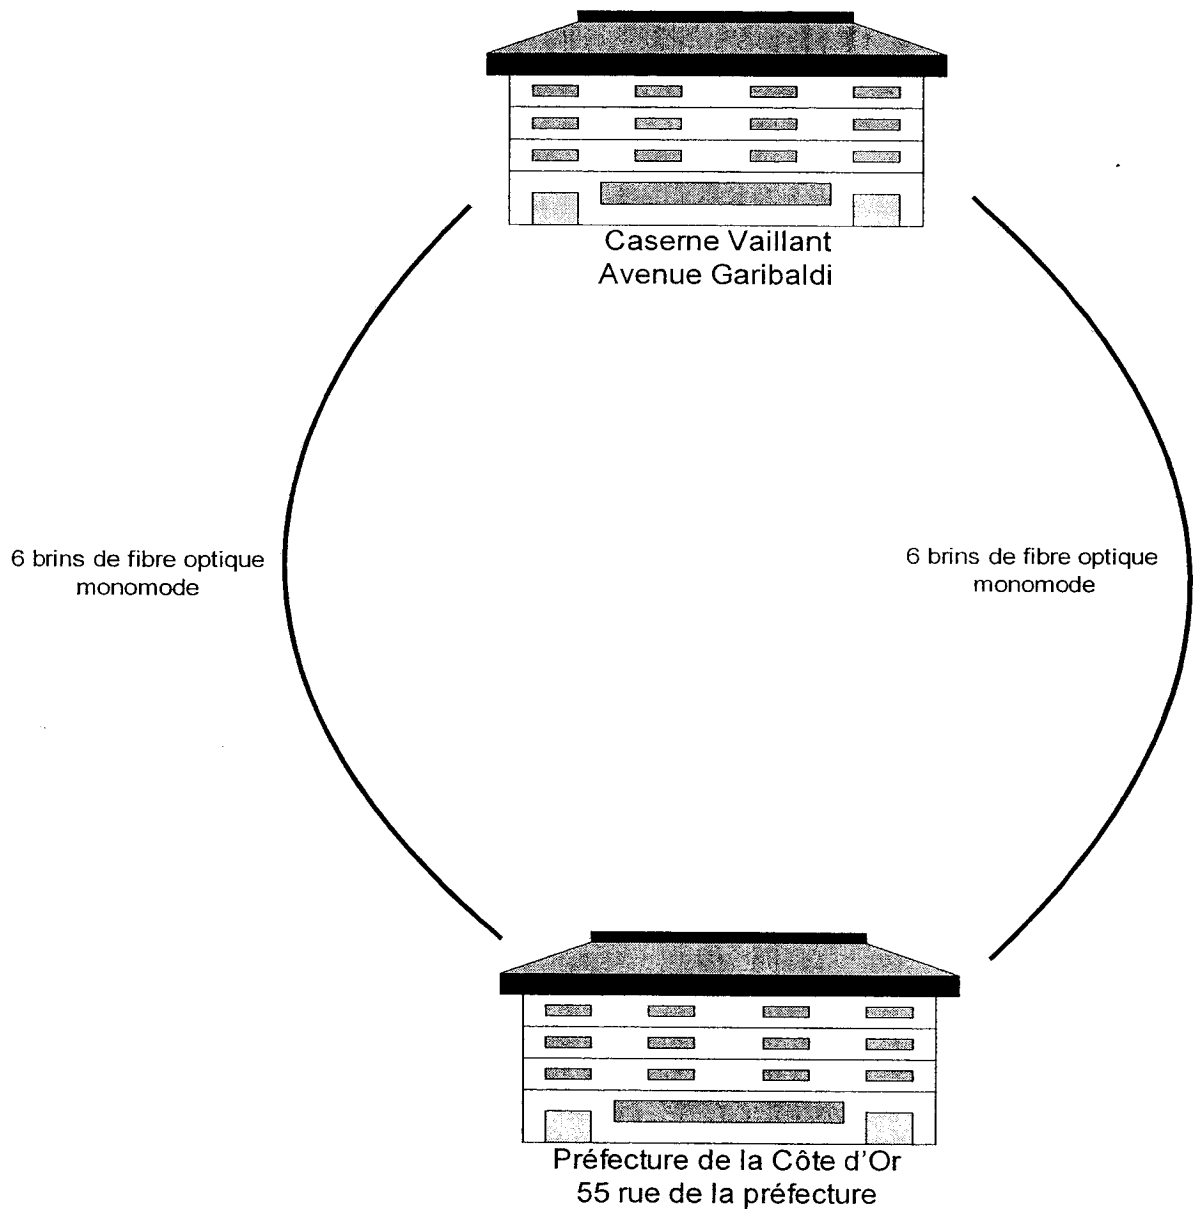 Caserne Vaillant
Avenue Garibaldi
6 brins de fibre optique
monomode
6 brins de fibre optique
monomode
Préfecture de la Côte d'Or
55 rue de la préfecture